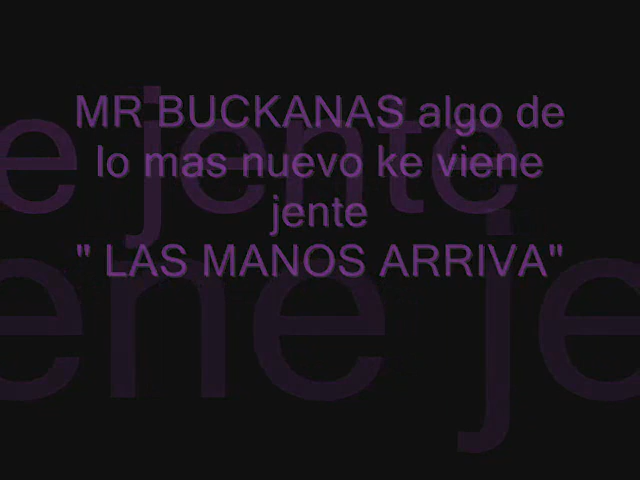 MR BUCKANAS algo de
lo mas nuevo ke viene
jente
" LAS MANOS ARRIVA"
e jente
ene je